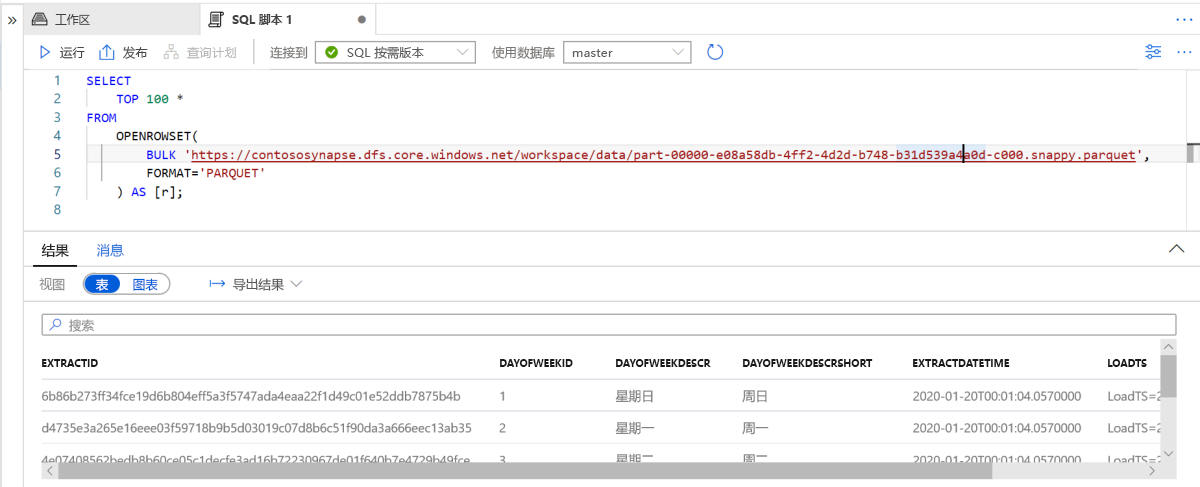 » 工作区 SQL 脚本 1 ● ···
运行 发布 查询计划 连接到 SQL 按需版本 使用数据库 master ···
1 SELECT
2 TOP 100 *
3 FROM
4 OPENROWSET(
5 BULK 'https://contososynapse.dfs.core.windows.net/workspace/data/part-00000-e08a58db-4ff2-4d2d-b748-b31d539a4a0d-c000.snappy.parquet',
6 FORMAT='PARQUET'
7 ) AS [r];
8
结果 消息
视图 表 图表 导出结果
搜索
EXTRACTID DAYOFWEEKID DAYOFWEEKDESCR DAYOFWEEKDESCRSHORT EXTRACTDATETIME LOADTS
6b86b273ff34fce19d6b804eff5a3f5747ada4eaa22f1d49c01e52ddb7875b4b 1 星期日 周日 2020-01-20T00:01:04.0570000 LoadTS=2
d4735e3a265e16eee03f59718b9b5d03019c07d8b6c51f90da3a666eec13ab35 2 星期一 周一 2020-01-20T00:01:04.0570000 LoadTS=2
4e07408562bedb8b60ce05c1decfe3ad16b72230967de01f640b7e4729b49fce 3 星期二 周二 2020-01-20T00:01:04.0570000 LoadTS=2